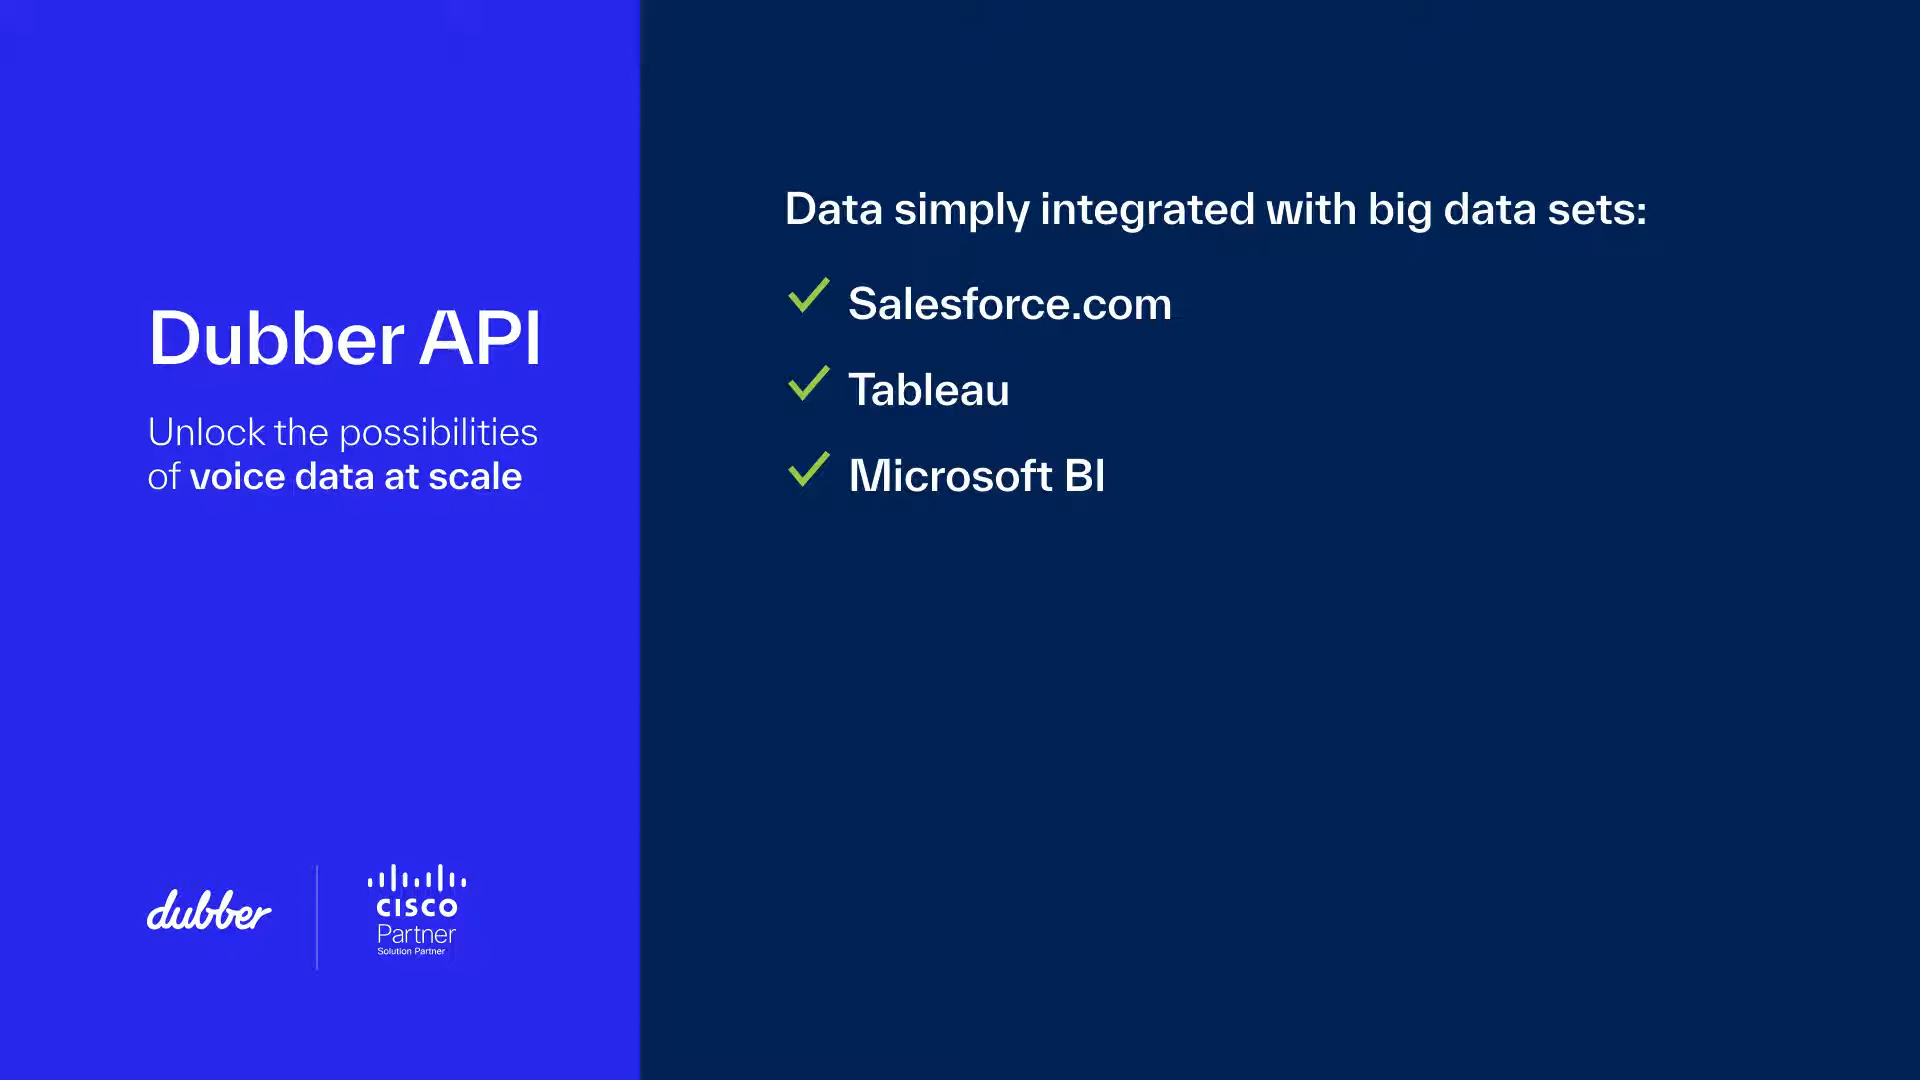 Dubber API
Unlock the possibilities
of voice data at scale
dubber
CISCO
Partner
Solution Partner
Data simply integrated with big data sets:
Salesforce.com
Tableau
Microsoft BI